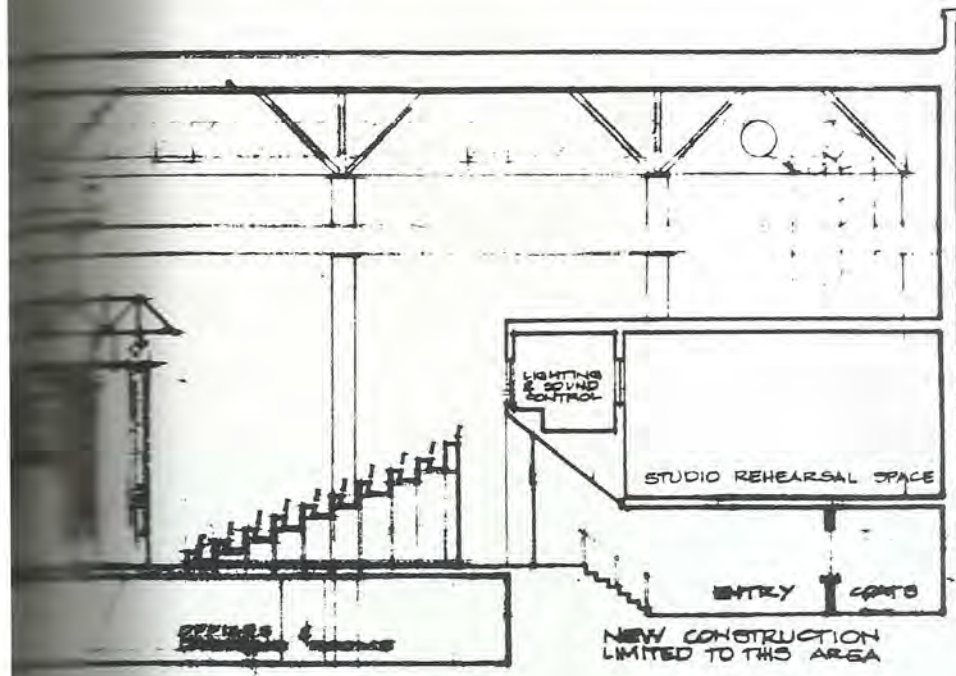 LIGHTING
& SOUND
CONTROL
STUDIO REHEARSAL SPACE
ENTRY
COATS
OFFICES &
NEW CONSTRUCTION
LIMITED TO THIS AREA